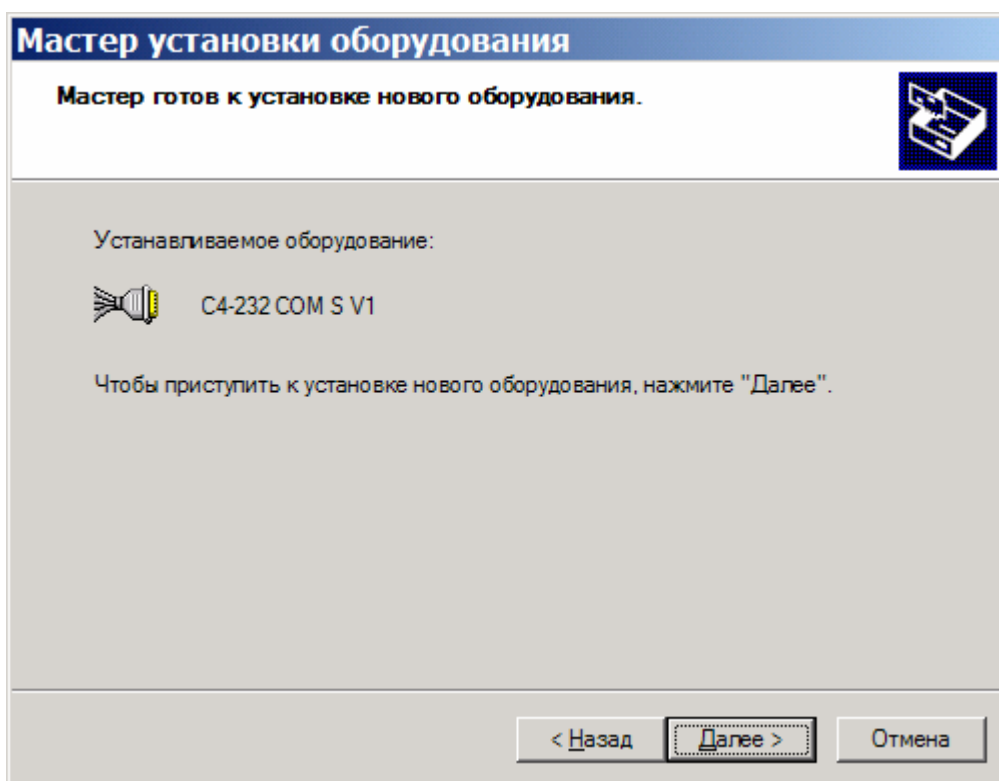 Мастер установки оборудования
Мастер готов к установке нового оборудования.
Устанавливаемое оборудование:
C4-232 COM S V1
Чтобы приступить к установке нового оборудования, нажмите "Далее".
< Назад Далее > Отмена